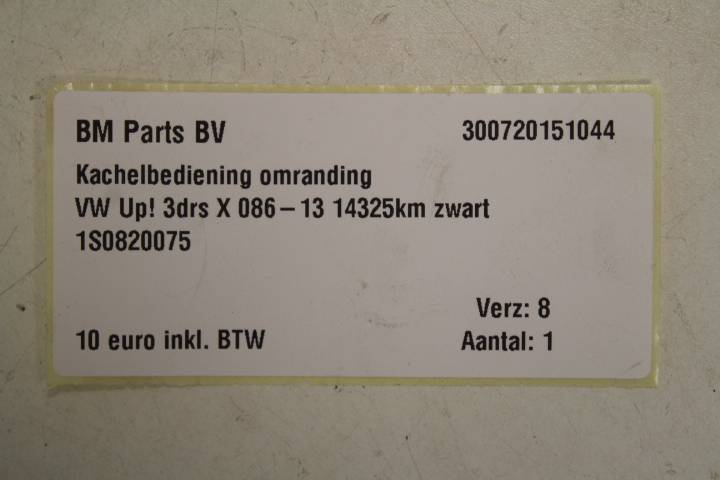 BM Parts BV 300720151044
Kachelbediening omranding
VW Up! 3drs X 086 – 13 14325km zwart
1S0820075
Verz: 8
10 euro inkl. BTW Aantal: 1